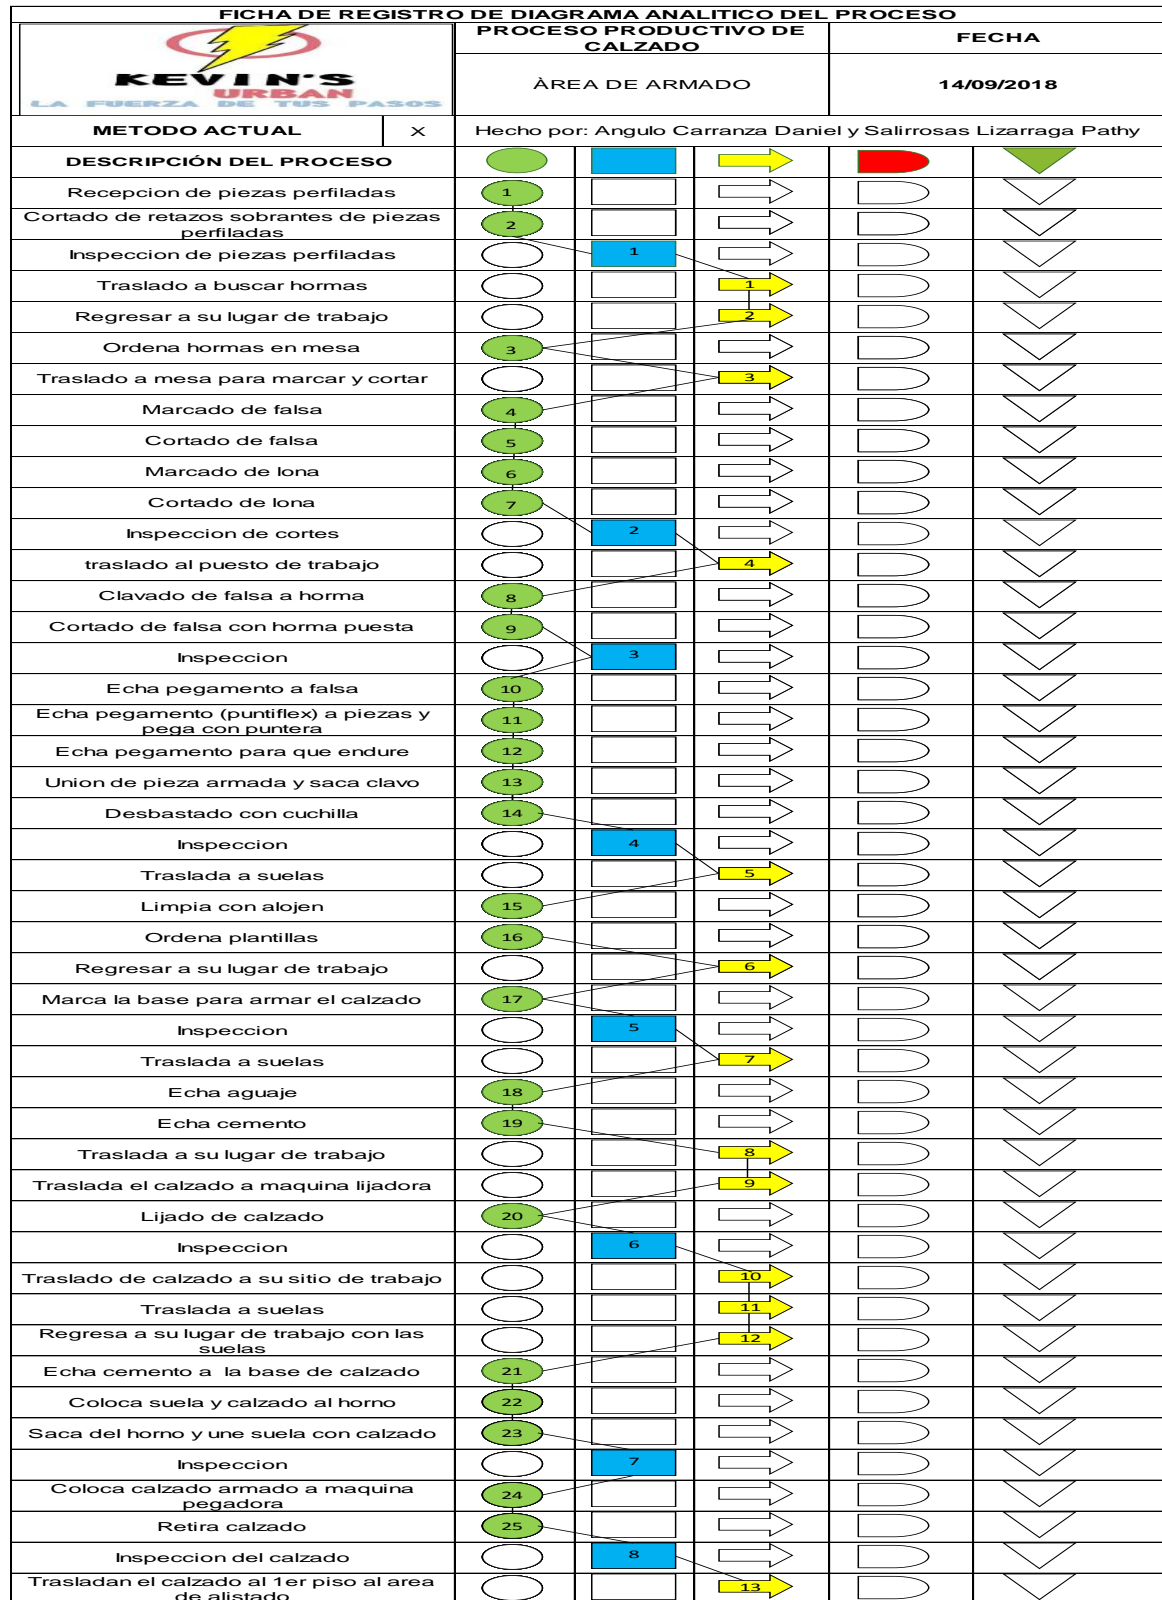 FICHA DE REGISTRO DE DIAGRAMA ANALITICO DEL PROCESO
KEVIN'S
URBAN
LA FUERZA DE TUS PASOS
PROCESO PRODUCTIVO DE
CALZADO
FECHA
ÀREA DE ARMADO
14/09/2018
METODO ACTUAL X Hecho por: Angulo Carranza Daniel y Salirrosas Lizarraga Pathy
DESCRIPCIÓN DEL PROCESO
Recepcion de piezas perfiladas 1
Cortado de retazos sobrantes de piezas
perfiladas 2
Inspeccion de piezas perfiladas 1
Traslado a buscar hormas 1
Regresar a su lugar de trabajo 2
Ordena hormas en mesa 3
Traslado a mesa para marcar y cortar 3
Marcado de falsa 4
Cortado de falsa 5
Marcado de lona 6
Cortado de lona 7
Inspeccion de cortes 2
traslado al puesto de trabajo 4
Clavado de falsa a horma 8
Cortado de falsa con horma puesta 9
Inspeccion 3
Echa pegamento a falsa 10
Echa pegamento (puntiflex) a piezas y
pega con puntera 11
Echa pegamento para que endure 12
Union de pieza armada y saca clavo 13
Desbastado con cuchilla 14
Inspeccion 4
Traslada a suelas 5
Limpia con alojen 15
Ordena plantillas 16
Regresar a su lugar de trabajo 6
Marca la base para armar el calzado 17
Inspeccion 5
Traslada a suelas 7
Echa aguaje 18
Echa cemento 19
Traslada a su lugar de trabajo 8
Traslada el calzado a maquina lijadora 9
Lijado de calzado 20
Inspeccion 6
Traslado de calzado a su sitio de trabajo 10
Traslada a suelas 11
Regresa a su lugar de trabajo con las
suelas 12
Echa cemento a la base de calzado 21
Coloca suela y calzado al horno 22
Saca del horno y une suela con calzado 23
Inspeccion 7
Coloca calzado armado a maquina
pegadora 24
Retira calzado 25
Inspeccion del calzado 8
Trasladan el calzado al 1er piso al area
de alistado 13